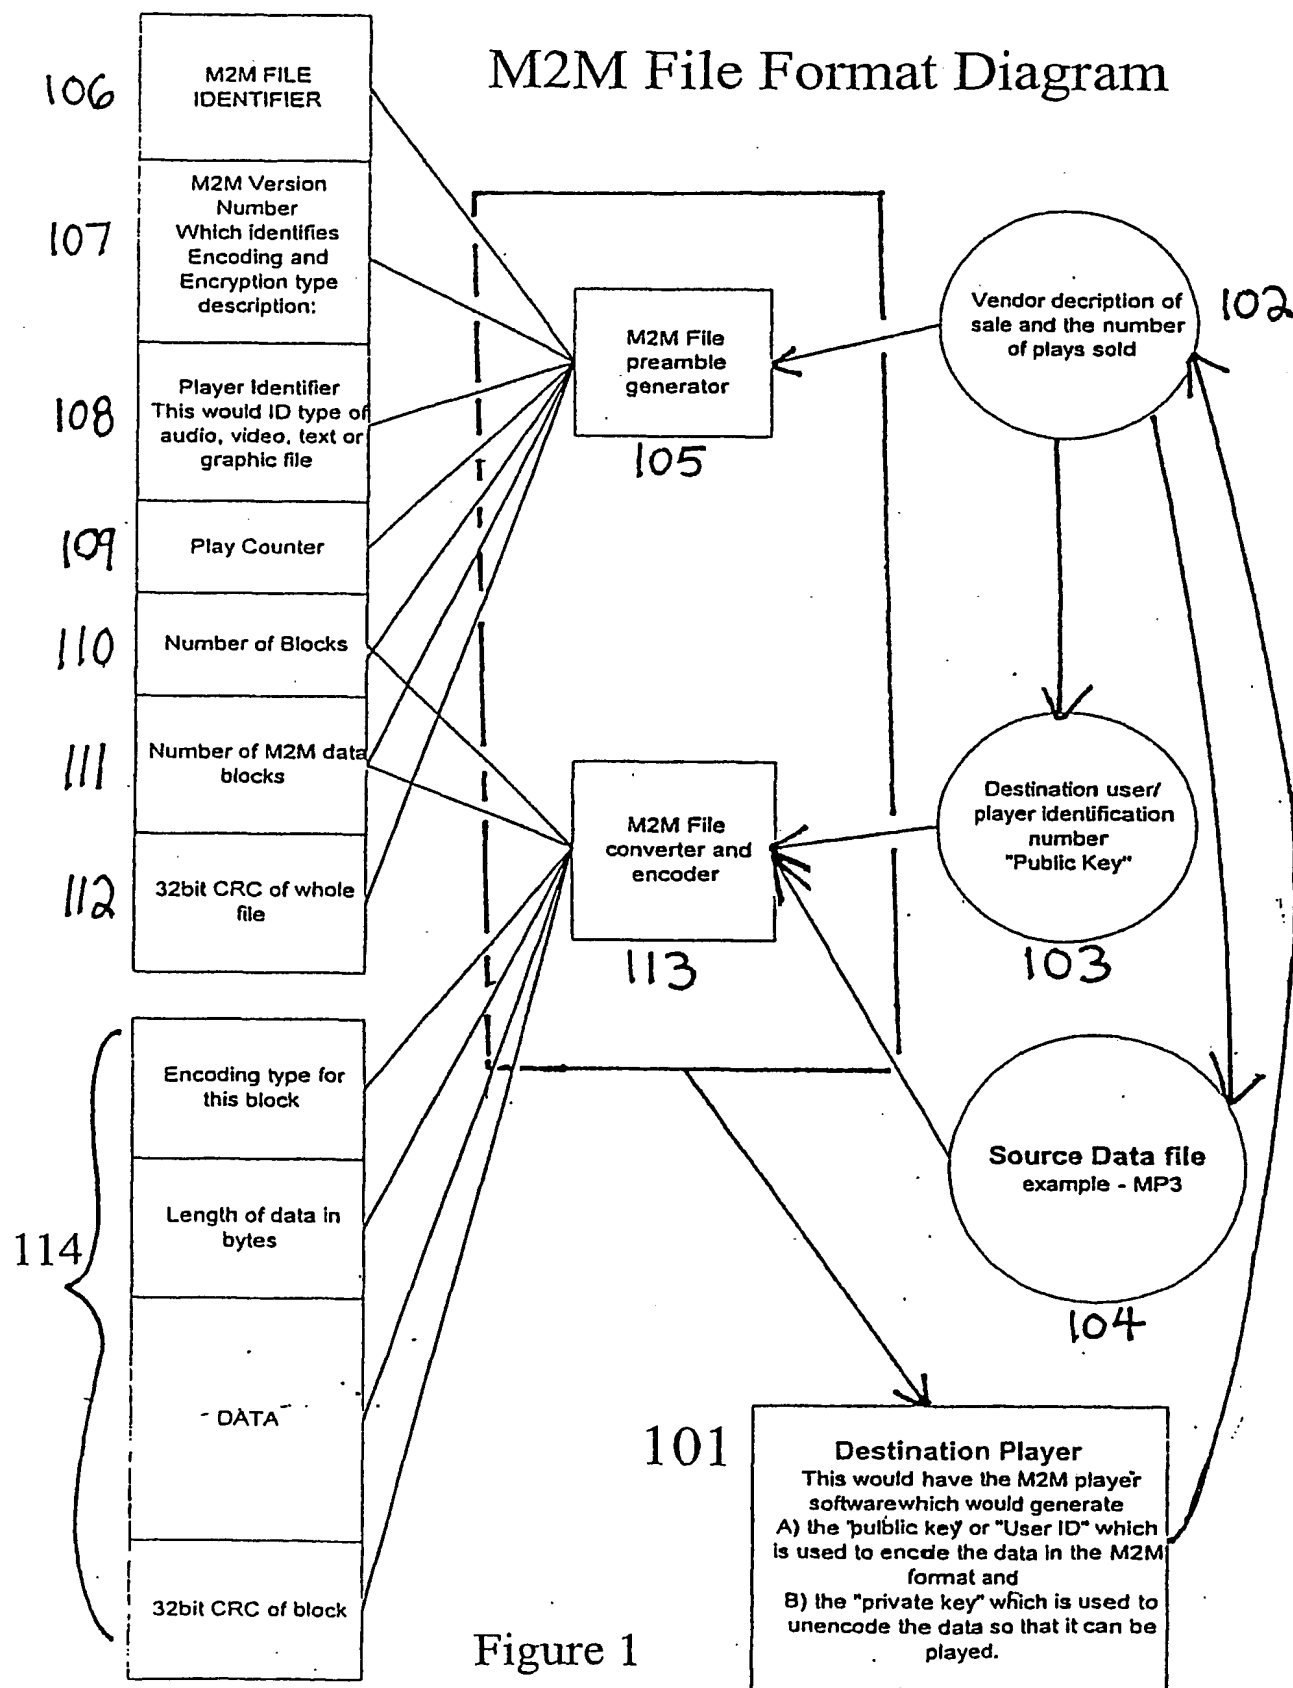 M2M File Format Diagram
106
M2M FILE
IDENTIFIER
107
M2M Version
Number
Which identifies
Encoding and
Encryption type
description:
108
Player Identifier
This would ID type of
audio, video, text or
graphic file
109
Play Counter
110
Number of Blocks
111
Number of M2M data
blocks
112
32bit CRC of whole
file
M2M File
preamble
generator
105
Vendor decription of
sale and the number
of plays sold
102
M2M File
converter and
encoder
113
Destination user/
player identification
number
"Public Key"
103
Source Data file
example - MP3
104
114
Encoding type for
this block
Length of data in
bytes
DATA
32bit CRC of block
101
Destination Player
This would have the M2M player
softwarewhich would generate
A) the "pulblic key or "User ID" which
is used to encode the data in the M2M
format and
B) the "private key" which is used to
unencode the data so that it can be
played.
Figure 1